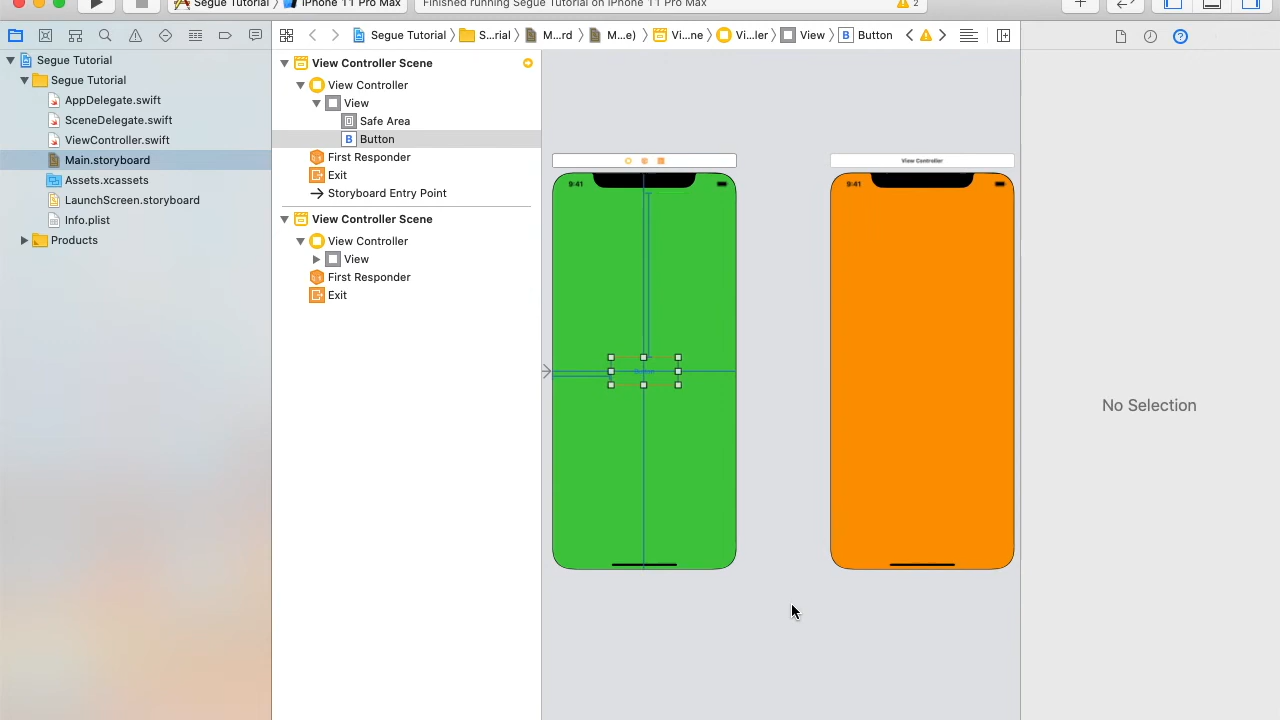 Segue Tutorial iPhone 11 Pro Max
Finished running Segue Tutorial on iPhone 11 Pro Max
2
Segue Tutorial
S...rial
M...rd
M...e)
Vi...ne
Vi...ler
View
Button
Segue Tutorial
Segue Tutorial
AppDelegate.swift
SceneDelegate.swift
ViewController.swift
Main.storyboard
Assets.xcassets
LaunchScreen.storyboard
Info.plist
Products
View Controller Scene
View Controller
View
Safe Area
B Button
First Responder
Exit
Storyboard Entry Point
View Controller Scene
View Controller
View
First Responder
Exit
9:41
Button
View Controller
9:41
No Selection